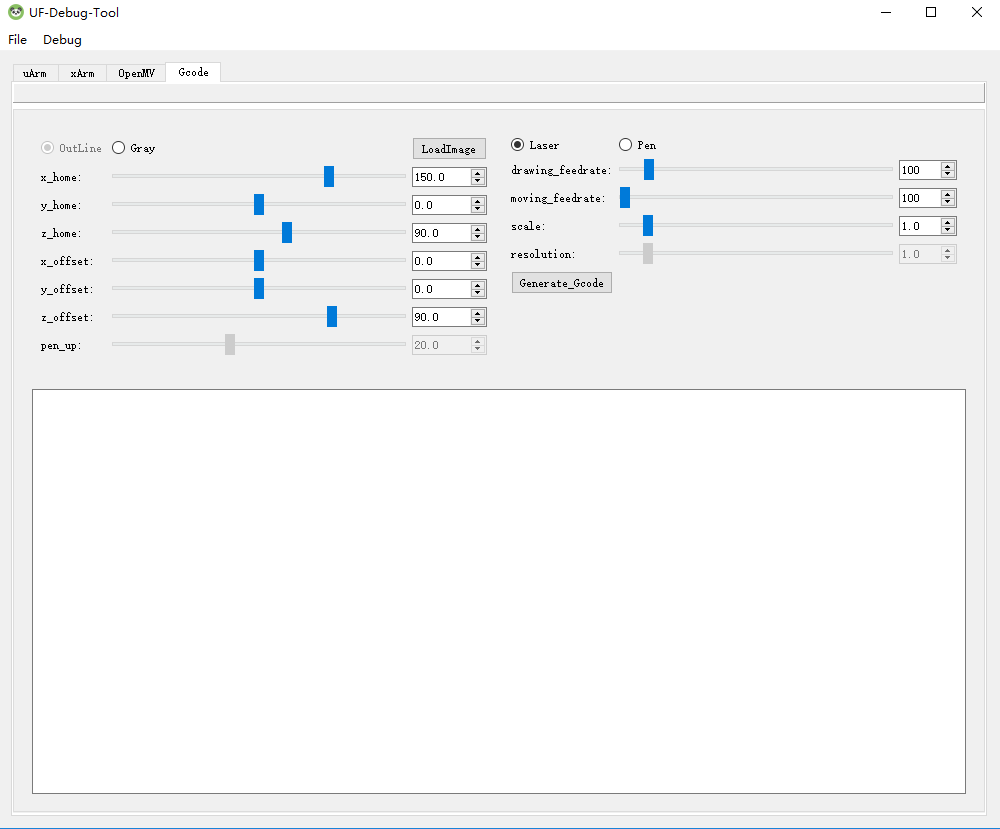 UF-Debug-Tool
File Debug
uArm xArm OpenMV Gcode
OutLine Gray LoadImage
x_home: 150.0
y_home: 0.0
z_home: 90.0
x_offset: 0.0
y_offset: 0.0
z_offset: 90.0
pen_up: 20.0
Laser Pen
drawing_feedrate: 100
moving_feedrate: 100
scale: 1.0
resolution: 1.0
Generate_Gcode